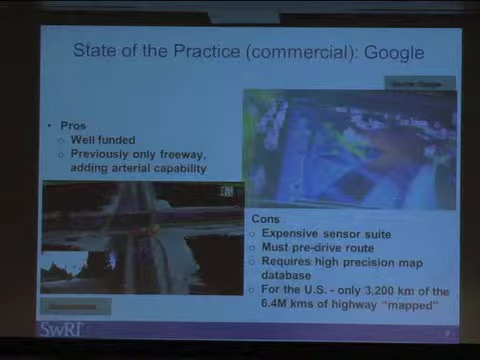 State of the Practice (commercial): Google
• Pros
○ Well funded
○ Previously only freeway,
adding arterial capability
Cons
○ Expensive sensor suite
○ Must pre-drive route
○ Requires high precision map
database
○ For the U.S. - only 3,200 km of the
6.4M kms of highway “mapped”
SwRI